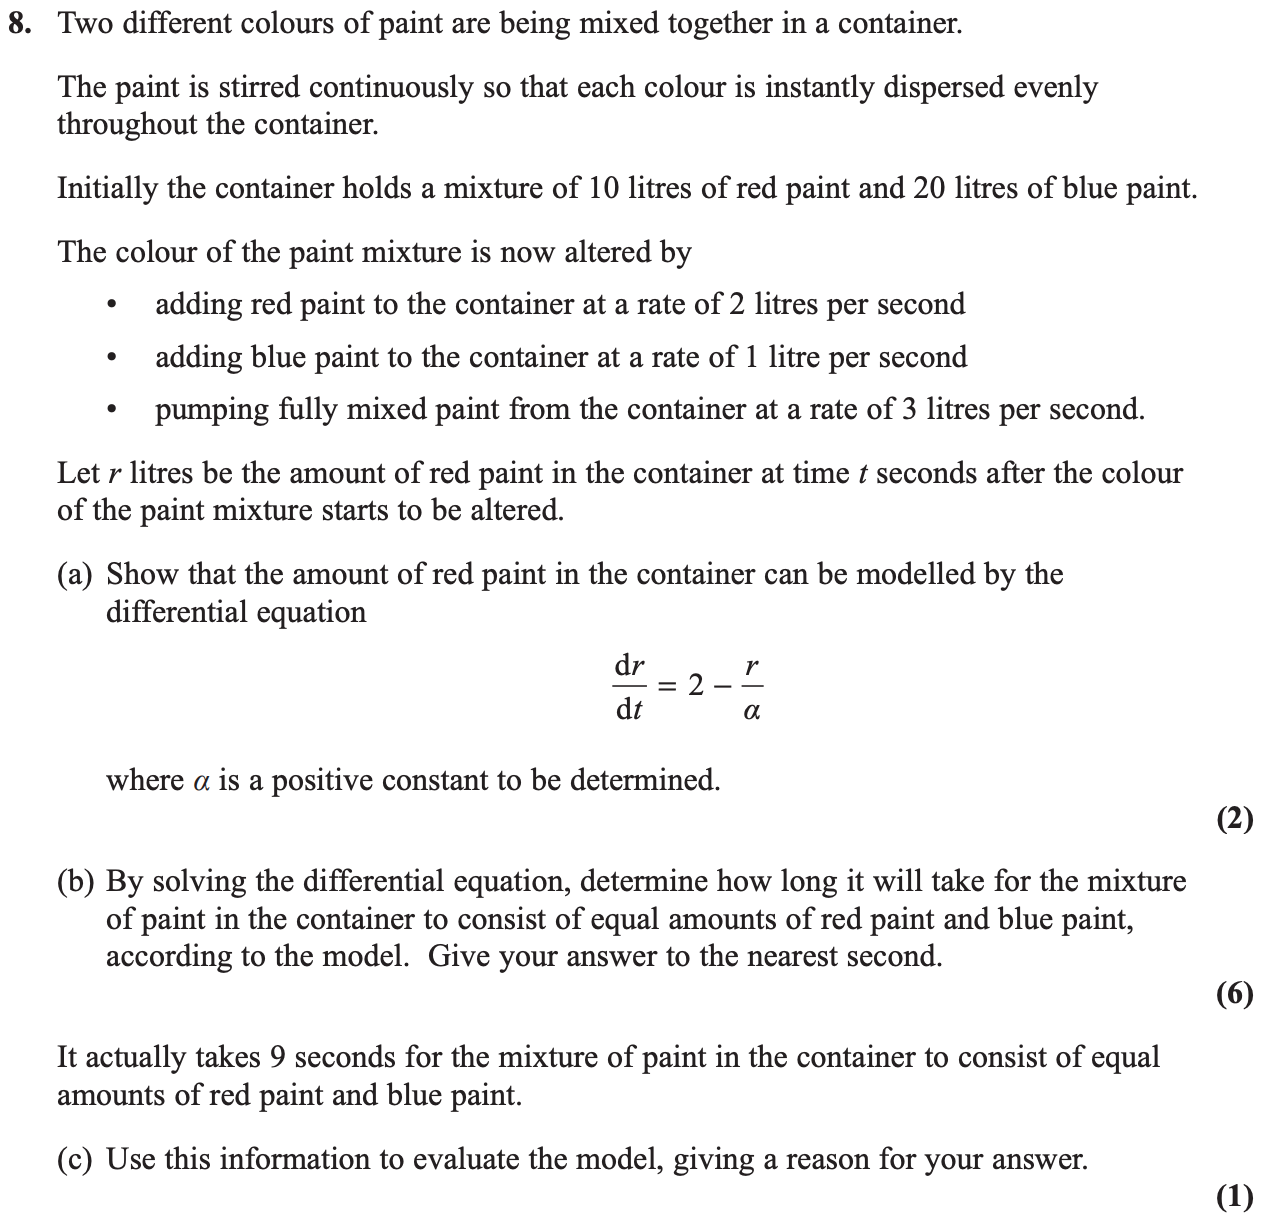 8. Two different colours of paint are being mixed together in a container.
The paint is stirred continuously so that each colour is instantly dispersed evenly
throughout the container.
Initially the container holds a mixture of 10 litres of red paint and 20 litres of blue paint.
The colour of the paint mixture is now altered by
• adding red paint to the container at a rate of 2 litres per second
• adding blue paint to the container at a rate of 1 litre per second
• pumping fully mixed paint from the container at a rate of 3 litres per second.
Let r litres be the amount of red paint in the container at time t seconds after the colour
of the paint mixture starts to be altered.
(a) Show that the amount of red paint in the container can be modelled by the
differential equation
dr/dt = 2 − r/α
where α is a positive constant to be determined.
(2)
(b) By solving the differential equation, determine how long it will take for the mixture
of paint in the container to consist of equal amounts of red paint and blue paint,
according to the model. Give your answer to the nearest second.
(6)
It actually takes 9 seconds for the mixture of paint in the container to consist of equal
amounts of red paint and blue paint.
(c) Use this information to evaluate the model, giving a reason for your answer.
(1)